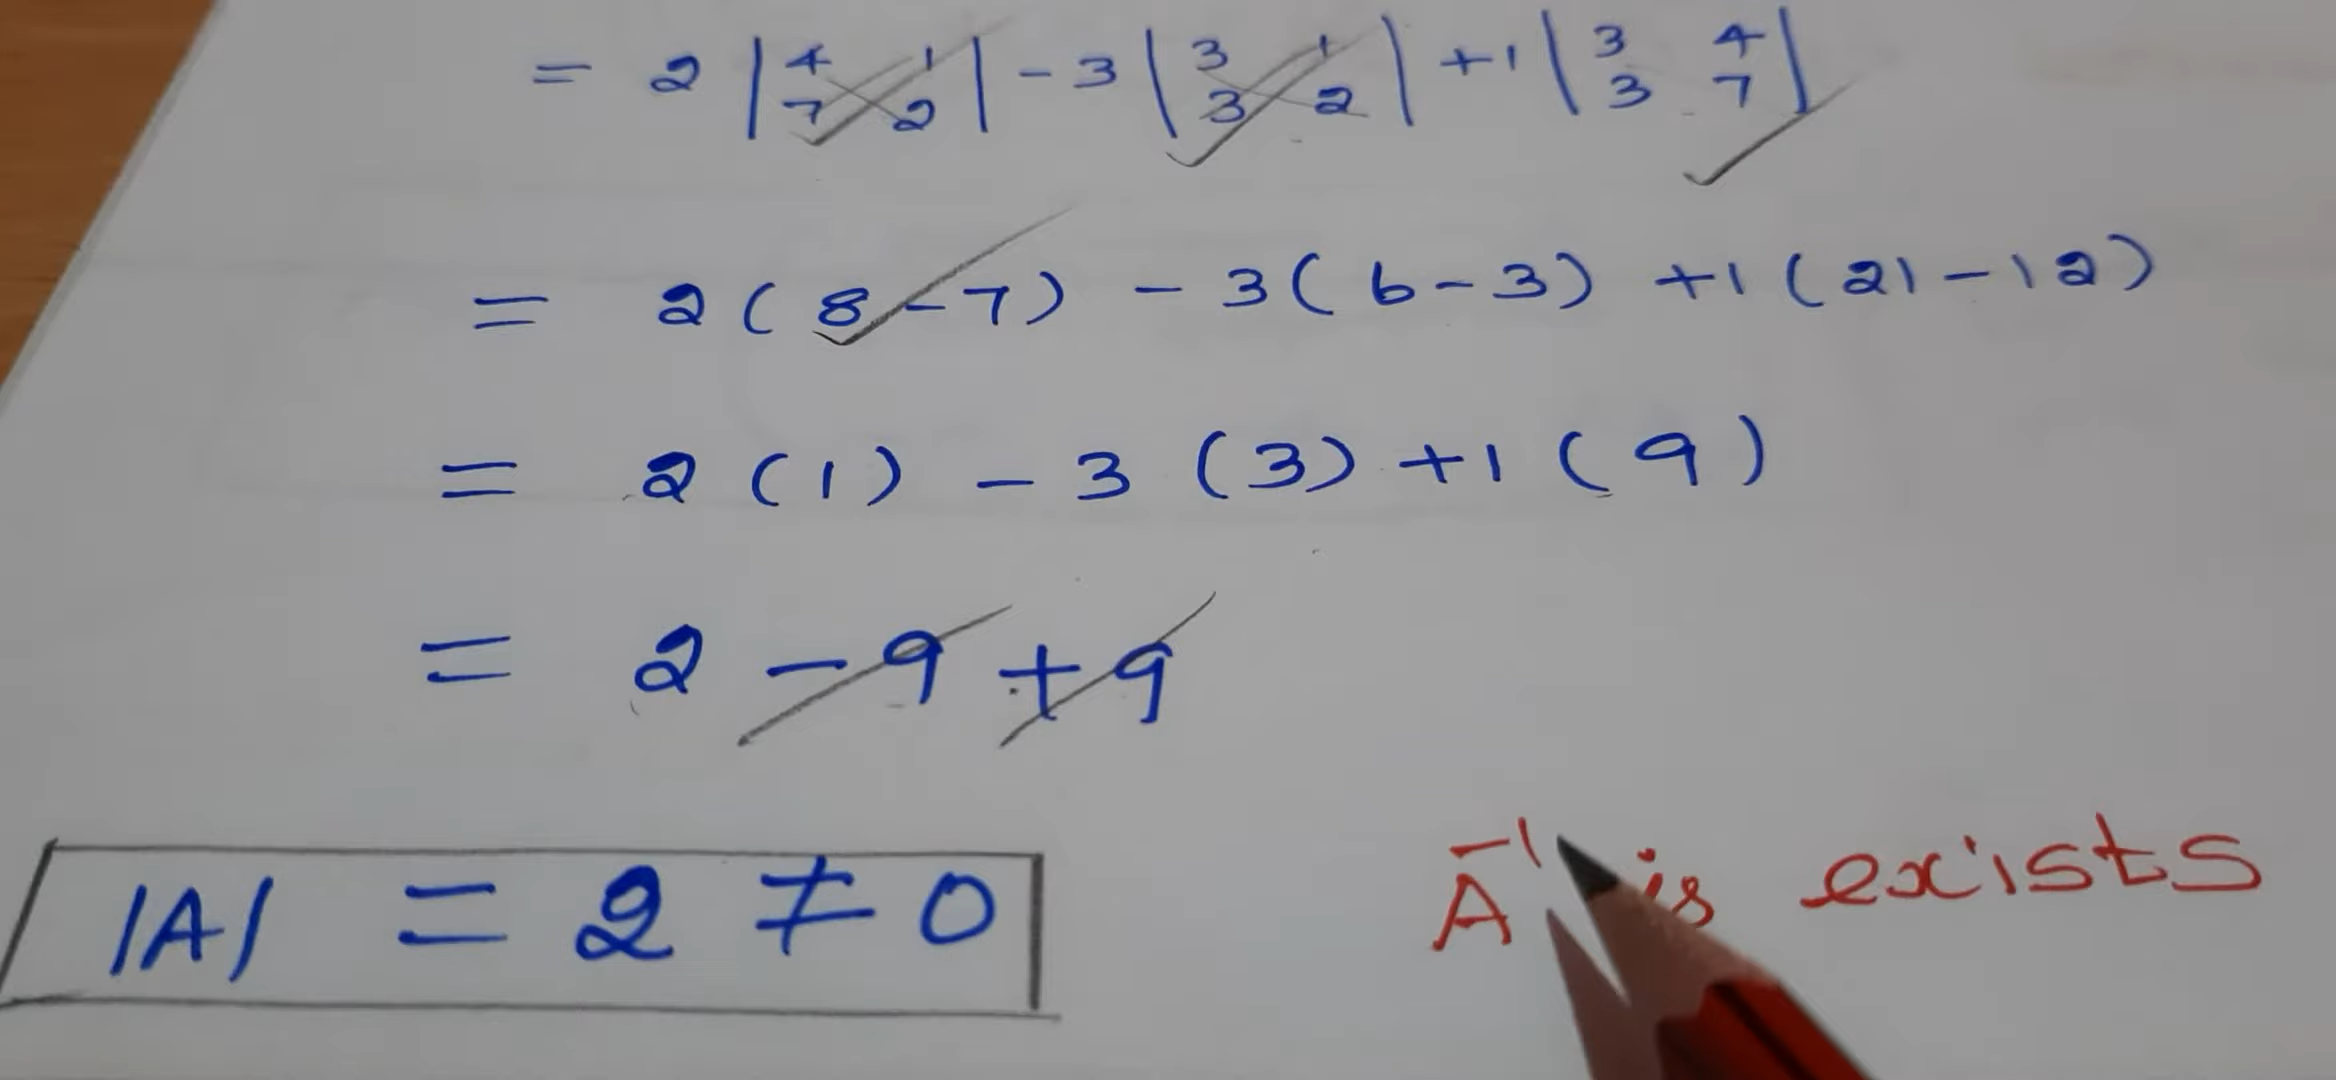 = 2 |4 1 7 2| - 3 |3 1 3 2| +1 |3 4 3 7|
= 2 ( 8 - 7 ) - 3 ( 6 - 3 ) +1 ( 21 - 12 )
= 2 ( 1 ) - 3 ( 3 ) +1 ( 9 )
= 2 - 9 + 9
|A| = 2 ≠ 0
A⁻¹ is exists